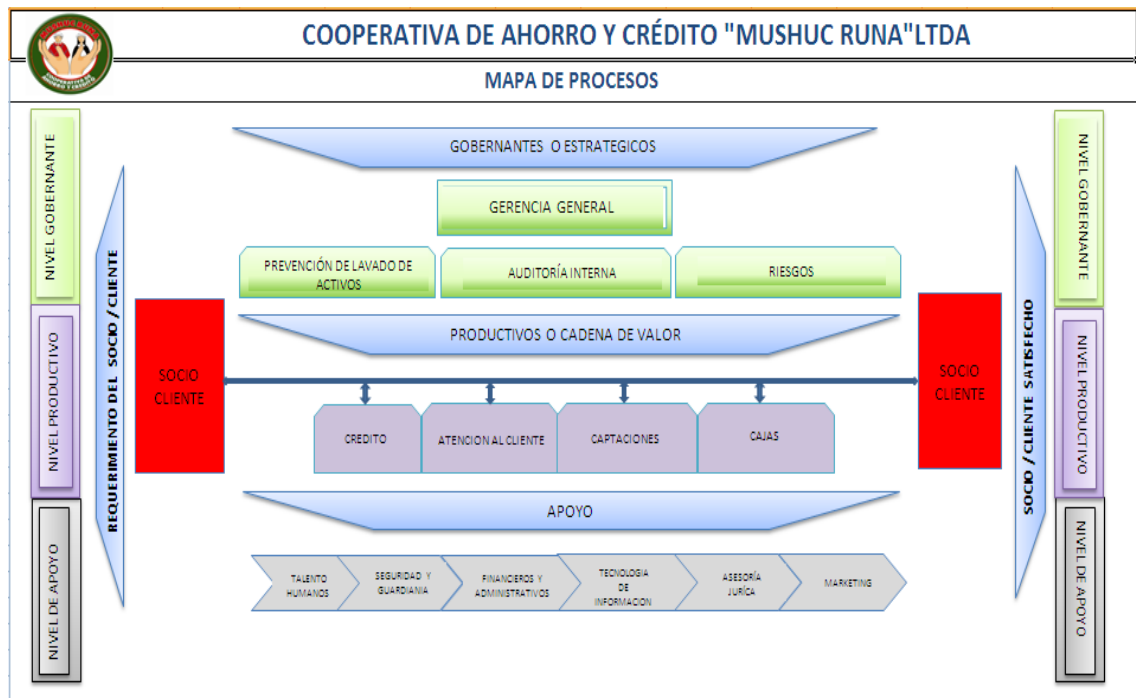 COOPERATIVA DE AHORRO Y CRÉDITO "MUSHUC RUNA"LTDA
MAPA DE PROCESOS
NIVEL GOBERNANTE
NIVEL PRODUCTIVO
NIVEL DE APOYO
REQUERIMIENTO DEL SOCIO / CLIENTE
GOBERNANTES O ESTRATEGICOS
GERENCIA GENERAL
PREVENCIÓN DE LAVADO DE
ACTIVOS
AUDITORÍA INTERNA
RIESGOS
PRODUCTIVOS O CADENA DE VALOR
SOCIO
CLIENTE
CREDITO
ATENCION AL CLIENTE
CAPTACIONES
CAJAS
SOCIO
CLIENTE
APOYO
TALENTO
HUMANOS
SEGURIDAD Y
GUARDIANIA
FINANCIEROS Y
ADMINISTRATIVOS
TECNOLOGIA
DE
INFORMACION
ASESORÍA
JURÍCA
MARKETING
SOCIO / CLIENTE SATISFECHO
NIVEL GOBERNANTE
NIVEL PRODUCTIVO
NIVEL DE APOYO